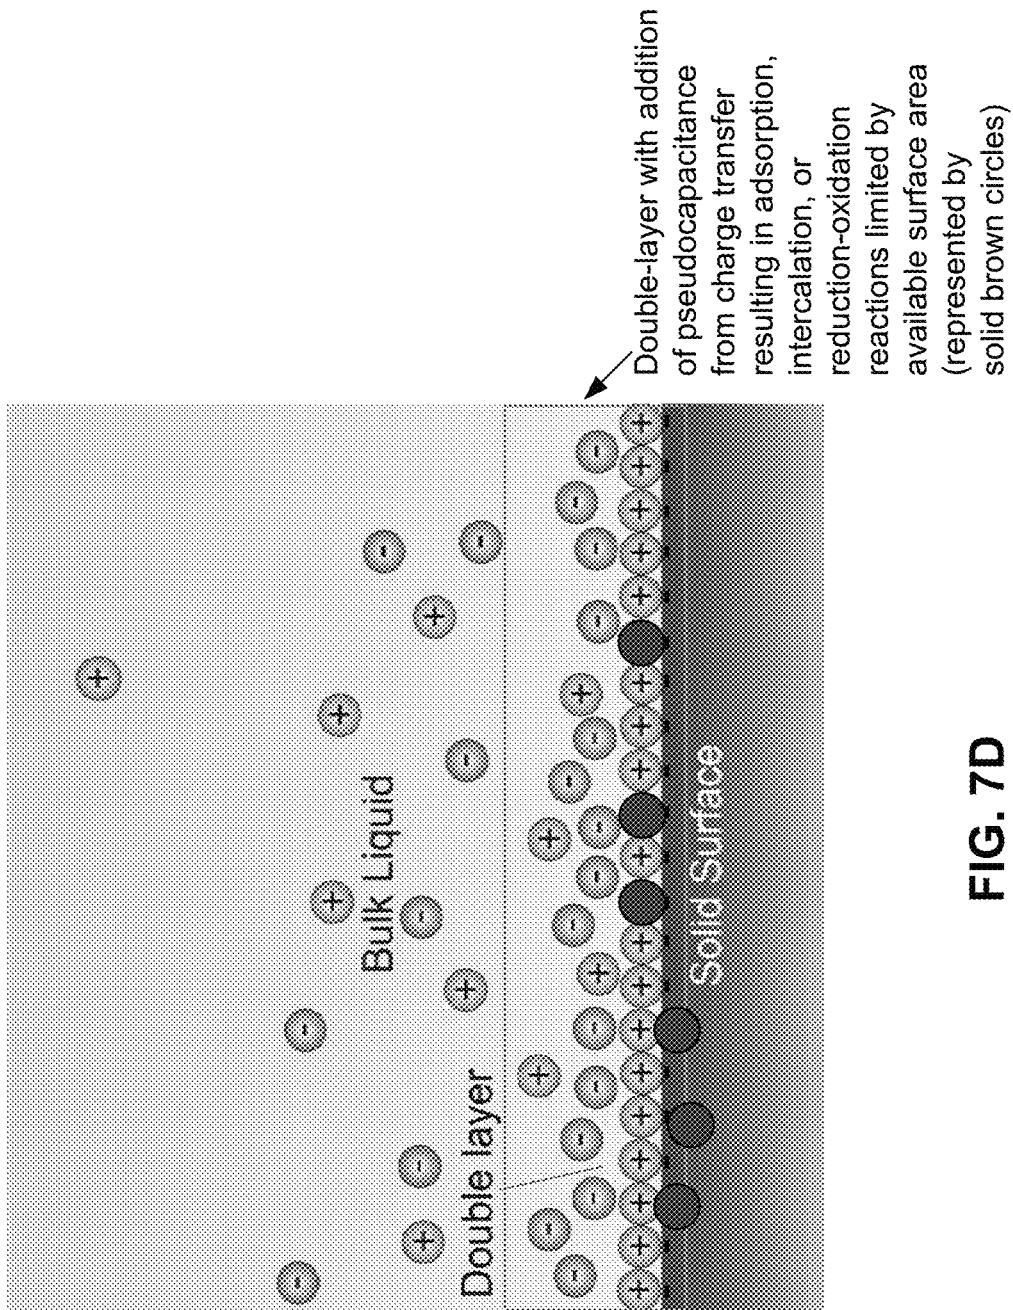 Bulk Liquid
Double layer
Solid Surface
Double-layer with addition
of pseudocapacitance
from charge transfer
resulting in adsorption,
intercalation, or
reduction-oxidation
reactions limited by
available surface area
(represented by
solid brown circles)
FIG. 7D